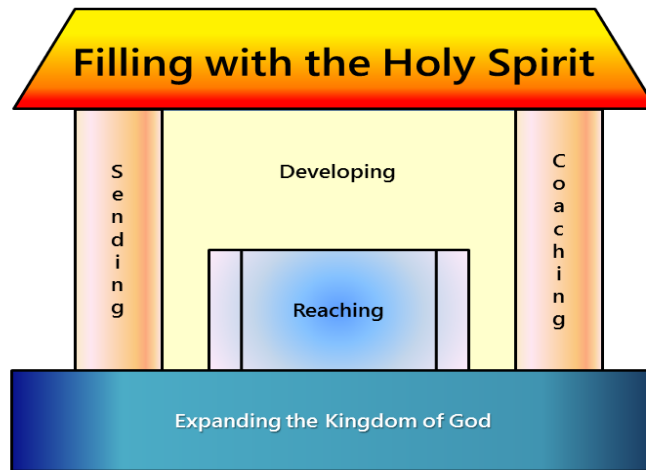 Filling with the Holy Spirit
Sending
Developing
Coaching
Reaching
Expanding the Kingdom of God